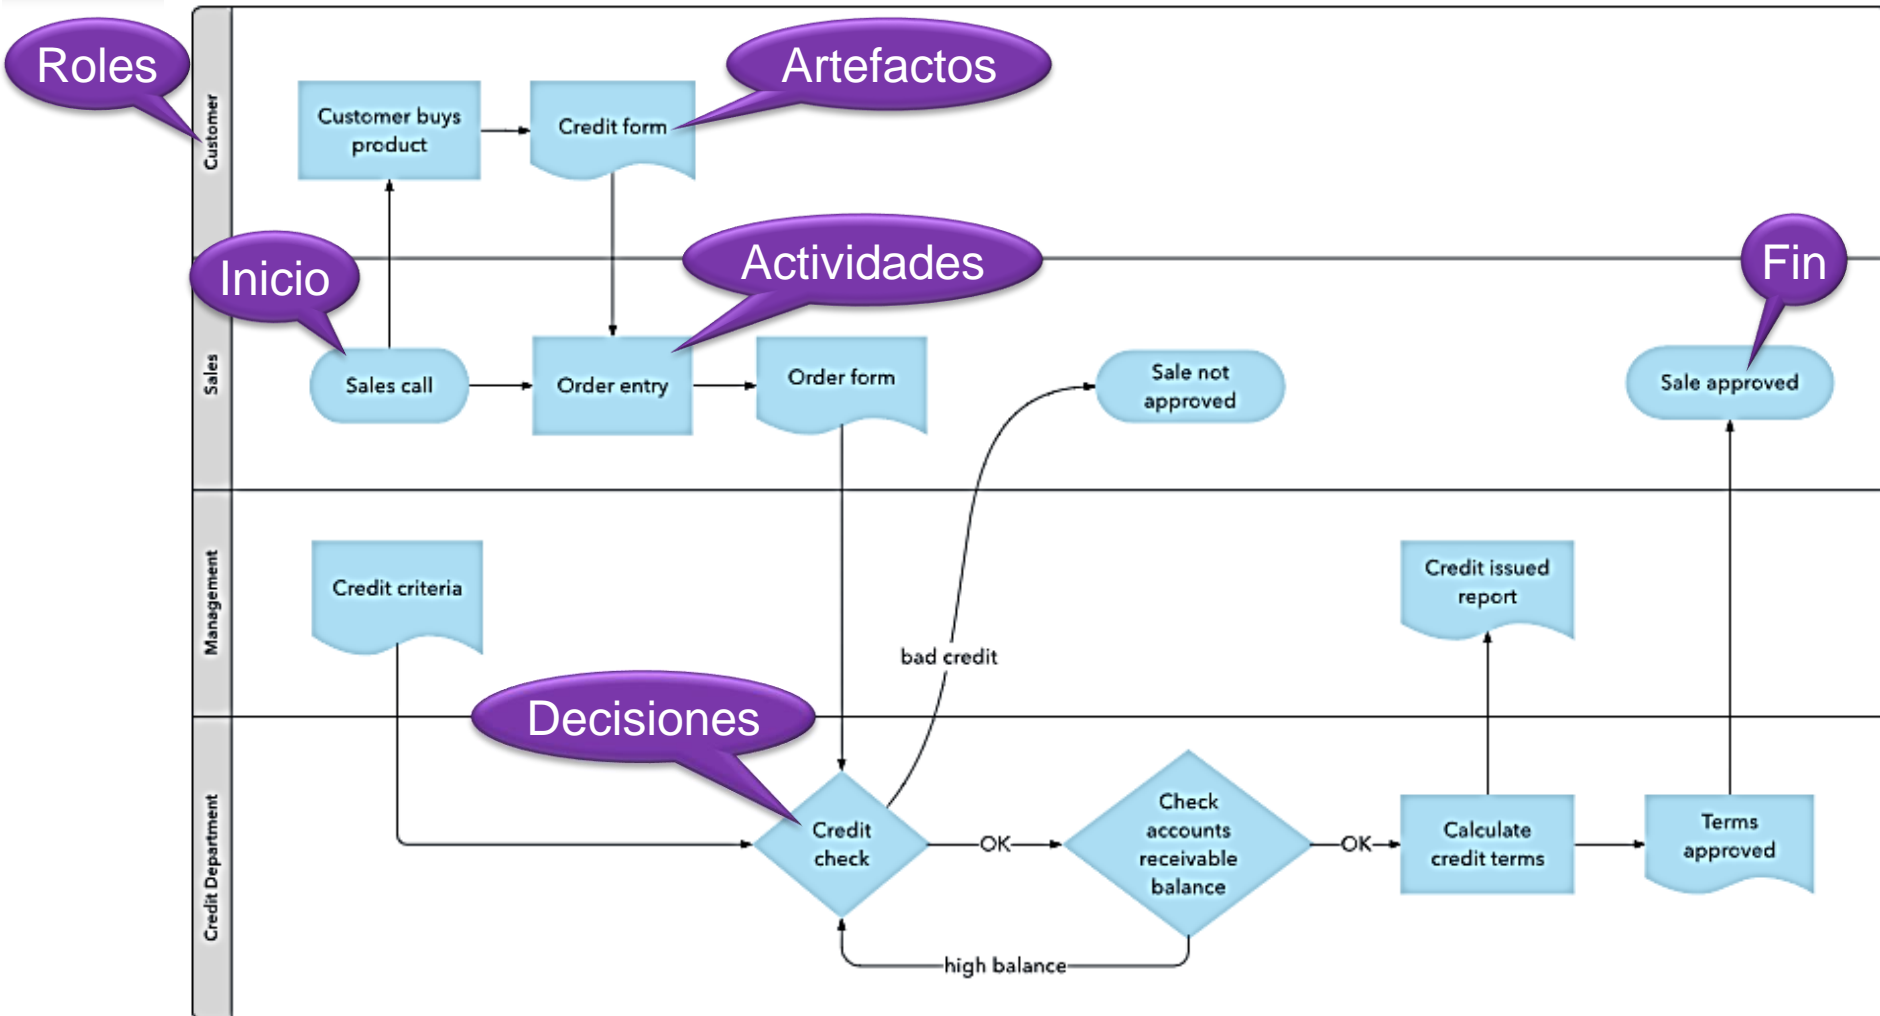 Roles
Artefactos
Customer
Customer buys
product
Credit form
Inicio
Actividades
Fin
Sales
Sales call
Order entry
Order form
Sale not
approved
Sale approved
Management
Credit criteria
Credit issued
report
bad credit
Decisiones
Credit Department
Credit
check
OK
Check
accounts
receivable
balance
OK
Calculate
credit terms
Terms
approved
high balance